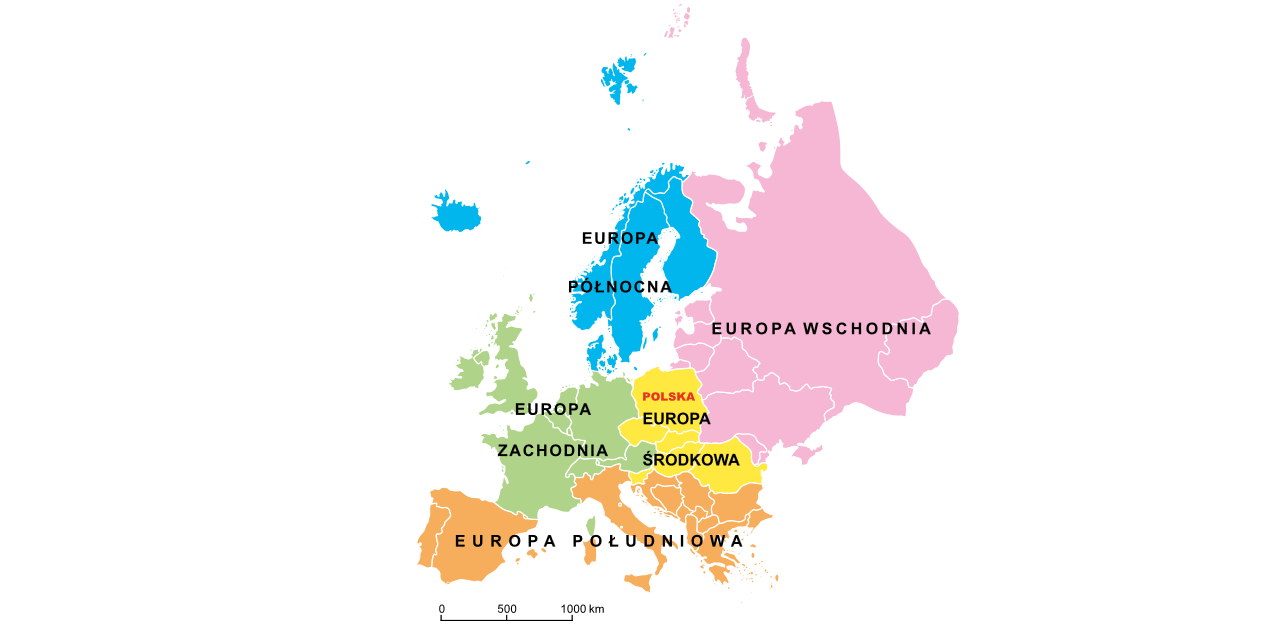 EUROPA
PÓŁNOCNA
EUROPA WSCHODNIA
POLSKA
EUROPA
EUROPA
ZACHODNIA
ŚRODKOWA
EUROPA POŁUDNIOWA
0 500 1000 km